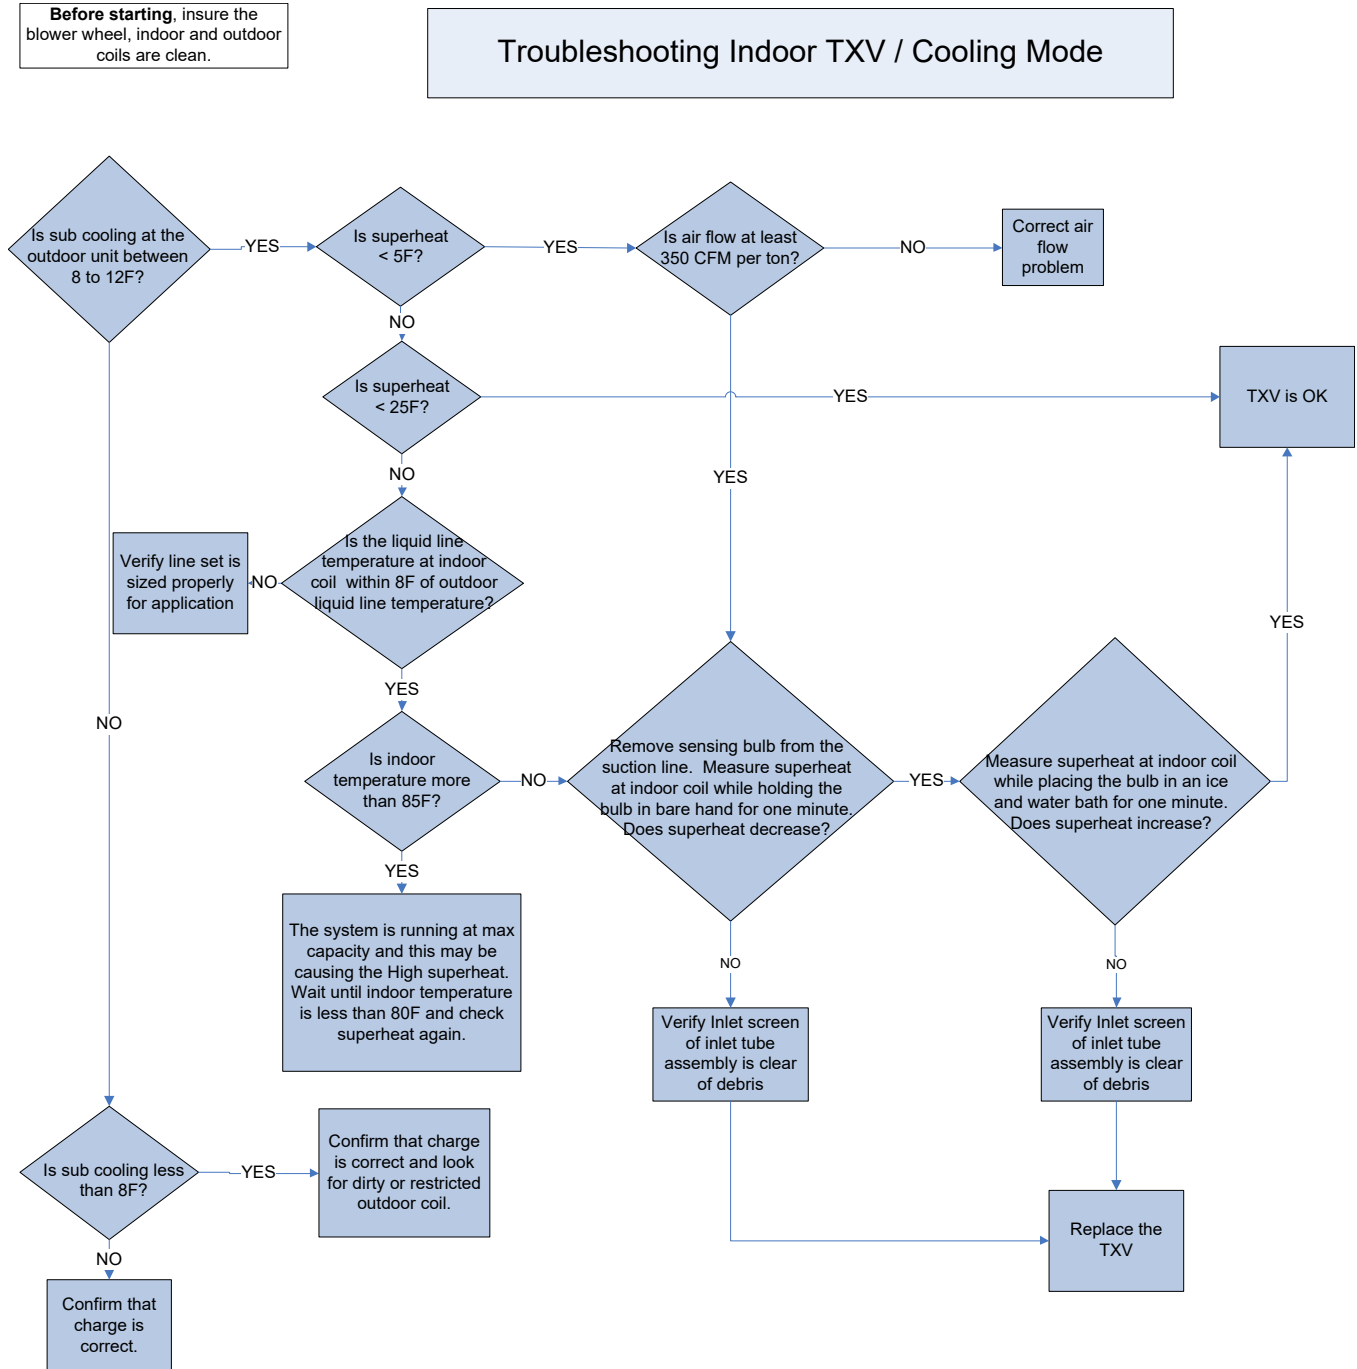 Before starting, insure the
blower wheel, indoor and outdoor
coils are clean.
Troubleshooting Indoor TXV / Cooling Mode
Is sub cooling at the
outdoor unit between
8 to 12F?
YES
Is superheat
< 5F?
YES
Is air flow at least
350 CFM per ton?
NO
Correct air
flow
problem
NO
Is superheat
< 25F?
YES
TXV is OK
NO
YES
Is the liquid line
temperature at indoor
coil within 8F of outdoor
liquid line temperature?
NO
Verify line set is
sized properly
for application
YES
YES
NO
Is indoor
temperature more
than 85F?
NO
Remove sensing bulb from the
suction line. Measure superheat
at indoor coil while holding the
bulb in bare hand for one minute.
Does superheat decrease?
YES
Measure superheat at indoor coil
while placing the bulb in an ice
and water bath for one minute.
Does superheat increase?
YES
The system is running at max
capacity and this may be
causing the High superheat.
Wait until indoor temperature
is less than 80F and check
superheat again.
NO
NO
Verify Inlet screen
of inlet tube
assembly is clear
of debris
Verify Inlet screen
of inlet tube
assembly is clear
of debris
Is sub cooling less
than 8F?
YES
Confirm that charge
is correct and look
for dirty or restricted
outdoor coil.
Replace the
TXV
NO
Confirm that
charge is
correct.